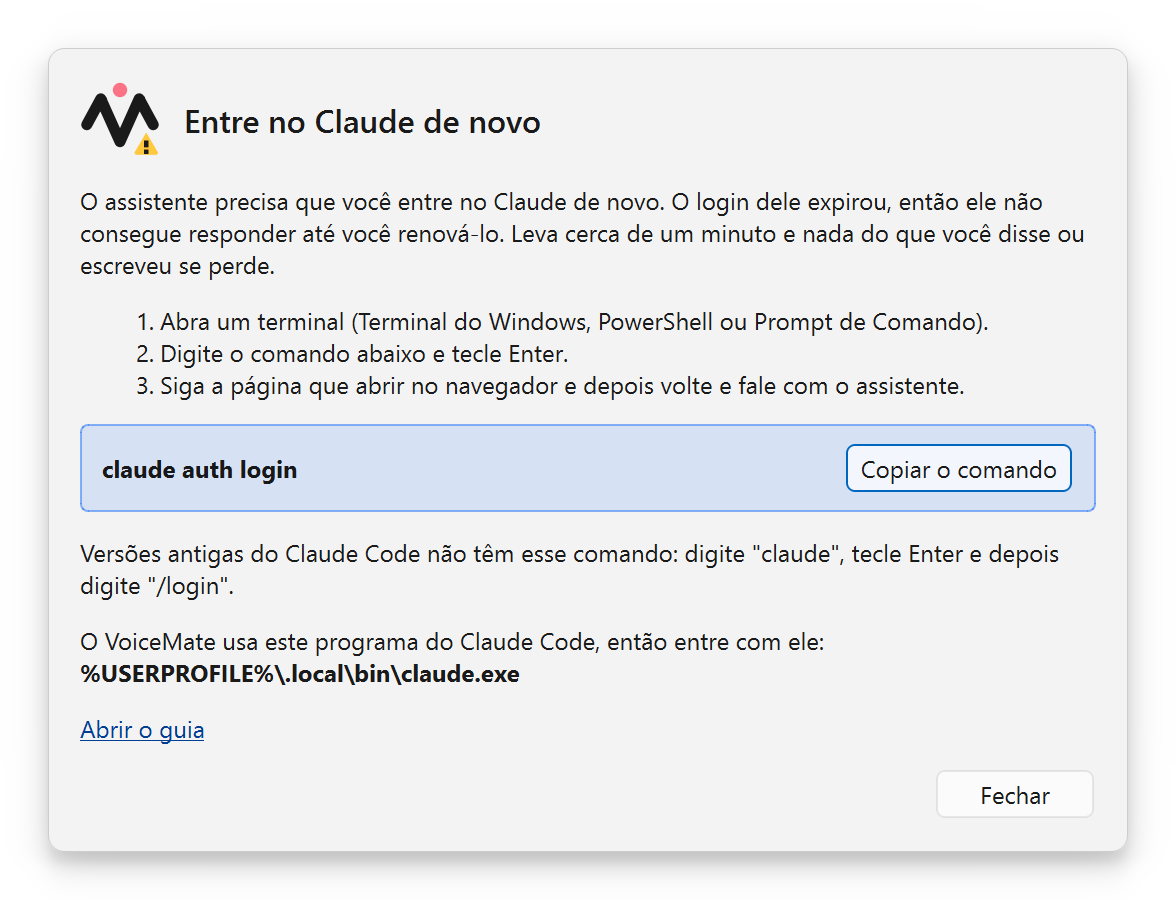 Entre no Claude de novo
O assistente precisa que você entre no Claude de novo. O login dele expirou, então ele não
consegue responder até você renová-lo. Leva cerca de um minuto e nada do que você disse ou
escreveu se perde.
1. Abra um terminal (Terminal do Windows, PowerShell ou Prompt de Comando).
2. Digite o comando abaixo e tecle Enter.
3. Siga a página que abrir no navegador e depois volte e fale com o assistente.
claude auth login
Copiar o comando
Versões antigas do Claude Code não têm esse comando: digite "claude", tecle Enter e depois
digite "/login".
O VoiceMate usa este programa do Claude Code, então entre com ele:
%USERPROFILE%\.local\bin\claude.exe
Abrir o guia
Fechar